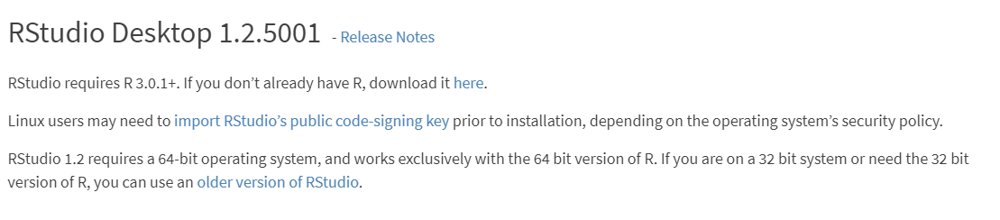 RStudio Desktop 1.2.5001 - Release Notes
RStudio requires R 3.0.1+. If you don’t already have R, download it here.
Linux users may need to import RStudio’s public code-signing key prior to installation, depending on the operating system’s security policy.
RStudio 1.2 requires a 64-bit operating system, and works exclusively with the 64 bit version of R. If you are on a 32 bit system or need the 32 bit
version of R, you can use an older version of RStudio.